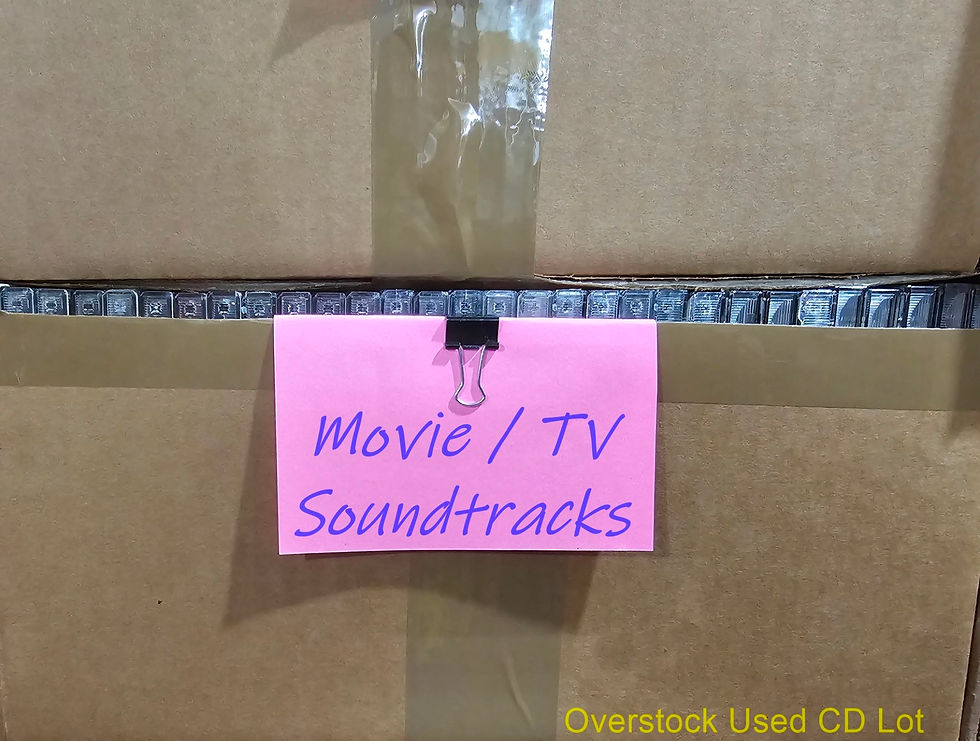 Movie / TV
Soundtracks
Overstock Used CD Lot